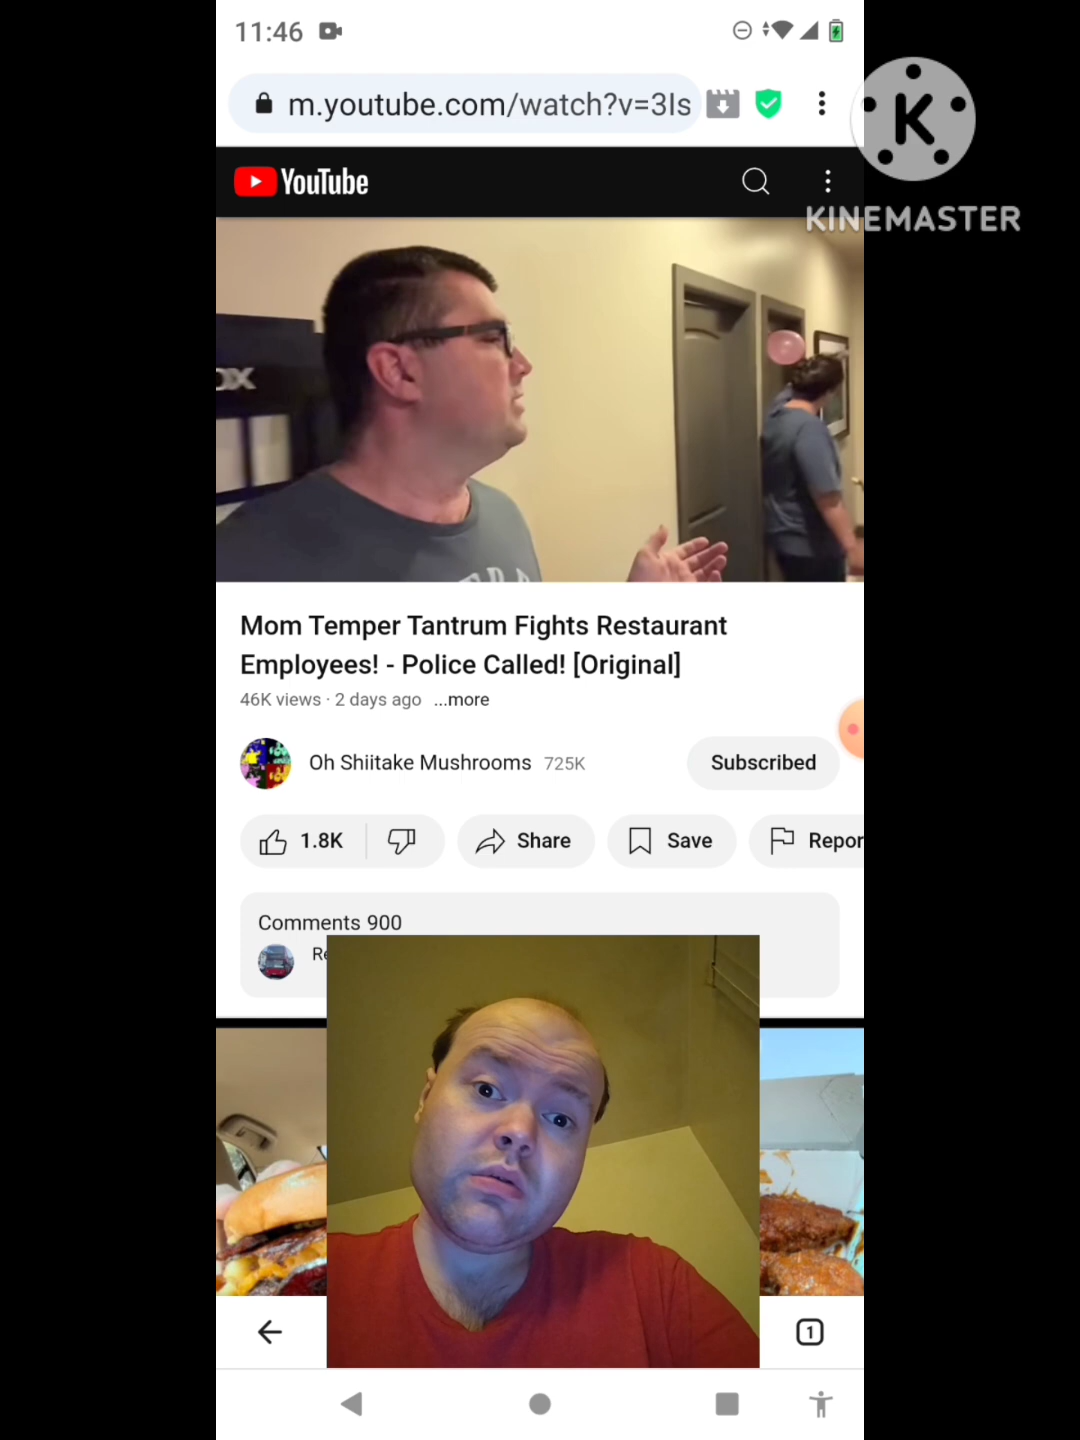 11:46
m.youtube.com/watch?v=3Is
YouTube
KINEMASTER
Mom Temper Tantrum Fights Restaurant
Employees! - Police Called! [Original]
46K views · 2 days ago ...more
Oh Shiitake Mushrooms 725K
Subscribed
1.8K
Share
Save
Repor
Comments 900
Re
1